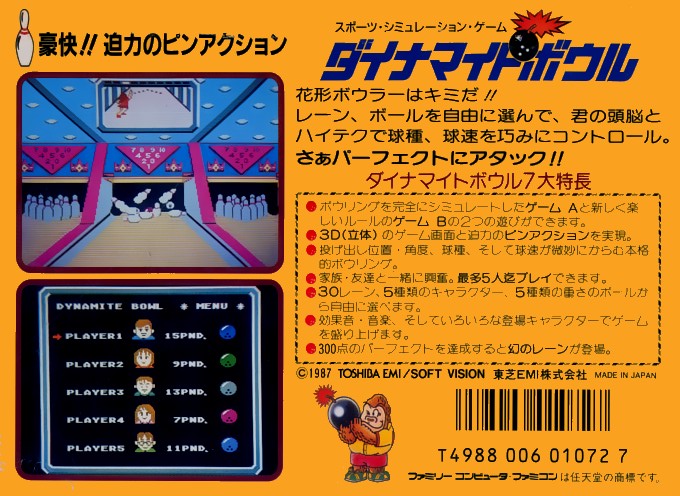 豪快!! 迫力のピンアクション
スポーツ・シミュレーション・ゲーム
ダイナマイトボウル
花形ボウラーはキミだ!!
レーン、ボールを自由に選んで、君の頭脳と
ハイテクで球種、球速を巧みにコントロール。
さぁパーフェクトにアタック!!
ダイナマイトボウル7大特長
●ボウリングを完全にシミュレートしたゲーム Aと新しく楽
しいルールのゲーム Bの2つの遊びができます。
●3D(立体)のゲーム画面と迫力のピンアクションを実現。
●投げ出し位置・角度、球種、そして球速が微妙にからむ本格
的ボウリング。
●家族・友達と一緒に興奮。最多5人迄プレイできます。
●30レーン、5種類のキャラクター、5種類の重さのボールか
ら自由に選べます。
●効果音・音楽、そしていろいろな登場キャラクターでゲーム
を盛り上げます。
●300点のパーフェクトを達成すると幻のレーンが登場。
©1987 TOSHIBA EMI/SOFT VISION 東芝EMI株式会社 MADE IN JAPAN
7 8 9 10
4 5 6
2 0
1
7 8 9 10
4 5 6
2 0
DYNAMITE BOWL * MENU *
→PLAYER1 15PND.
PLAYER2 9PND.
PLAYER3 13PND.
PLAYER4 7PND.
PLAYER5 11PND.
T4988 006 01072 7
ファミリー コンピュータ・ファミコンは任天堂の商標です。